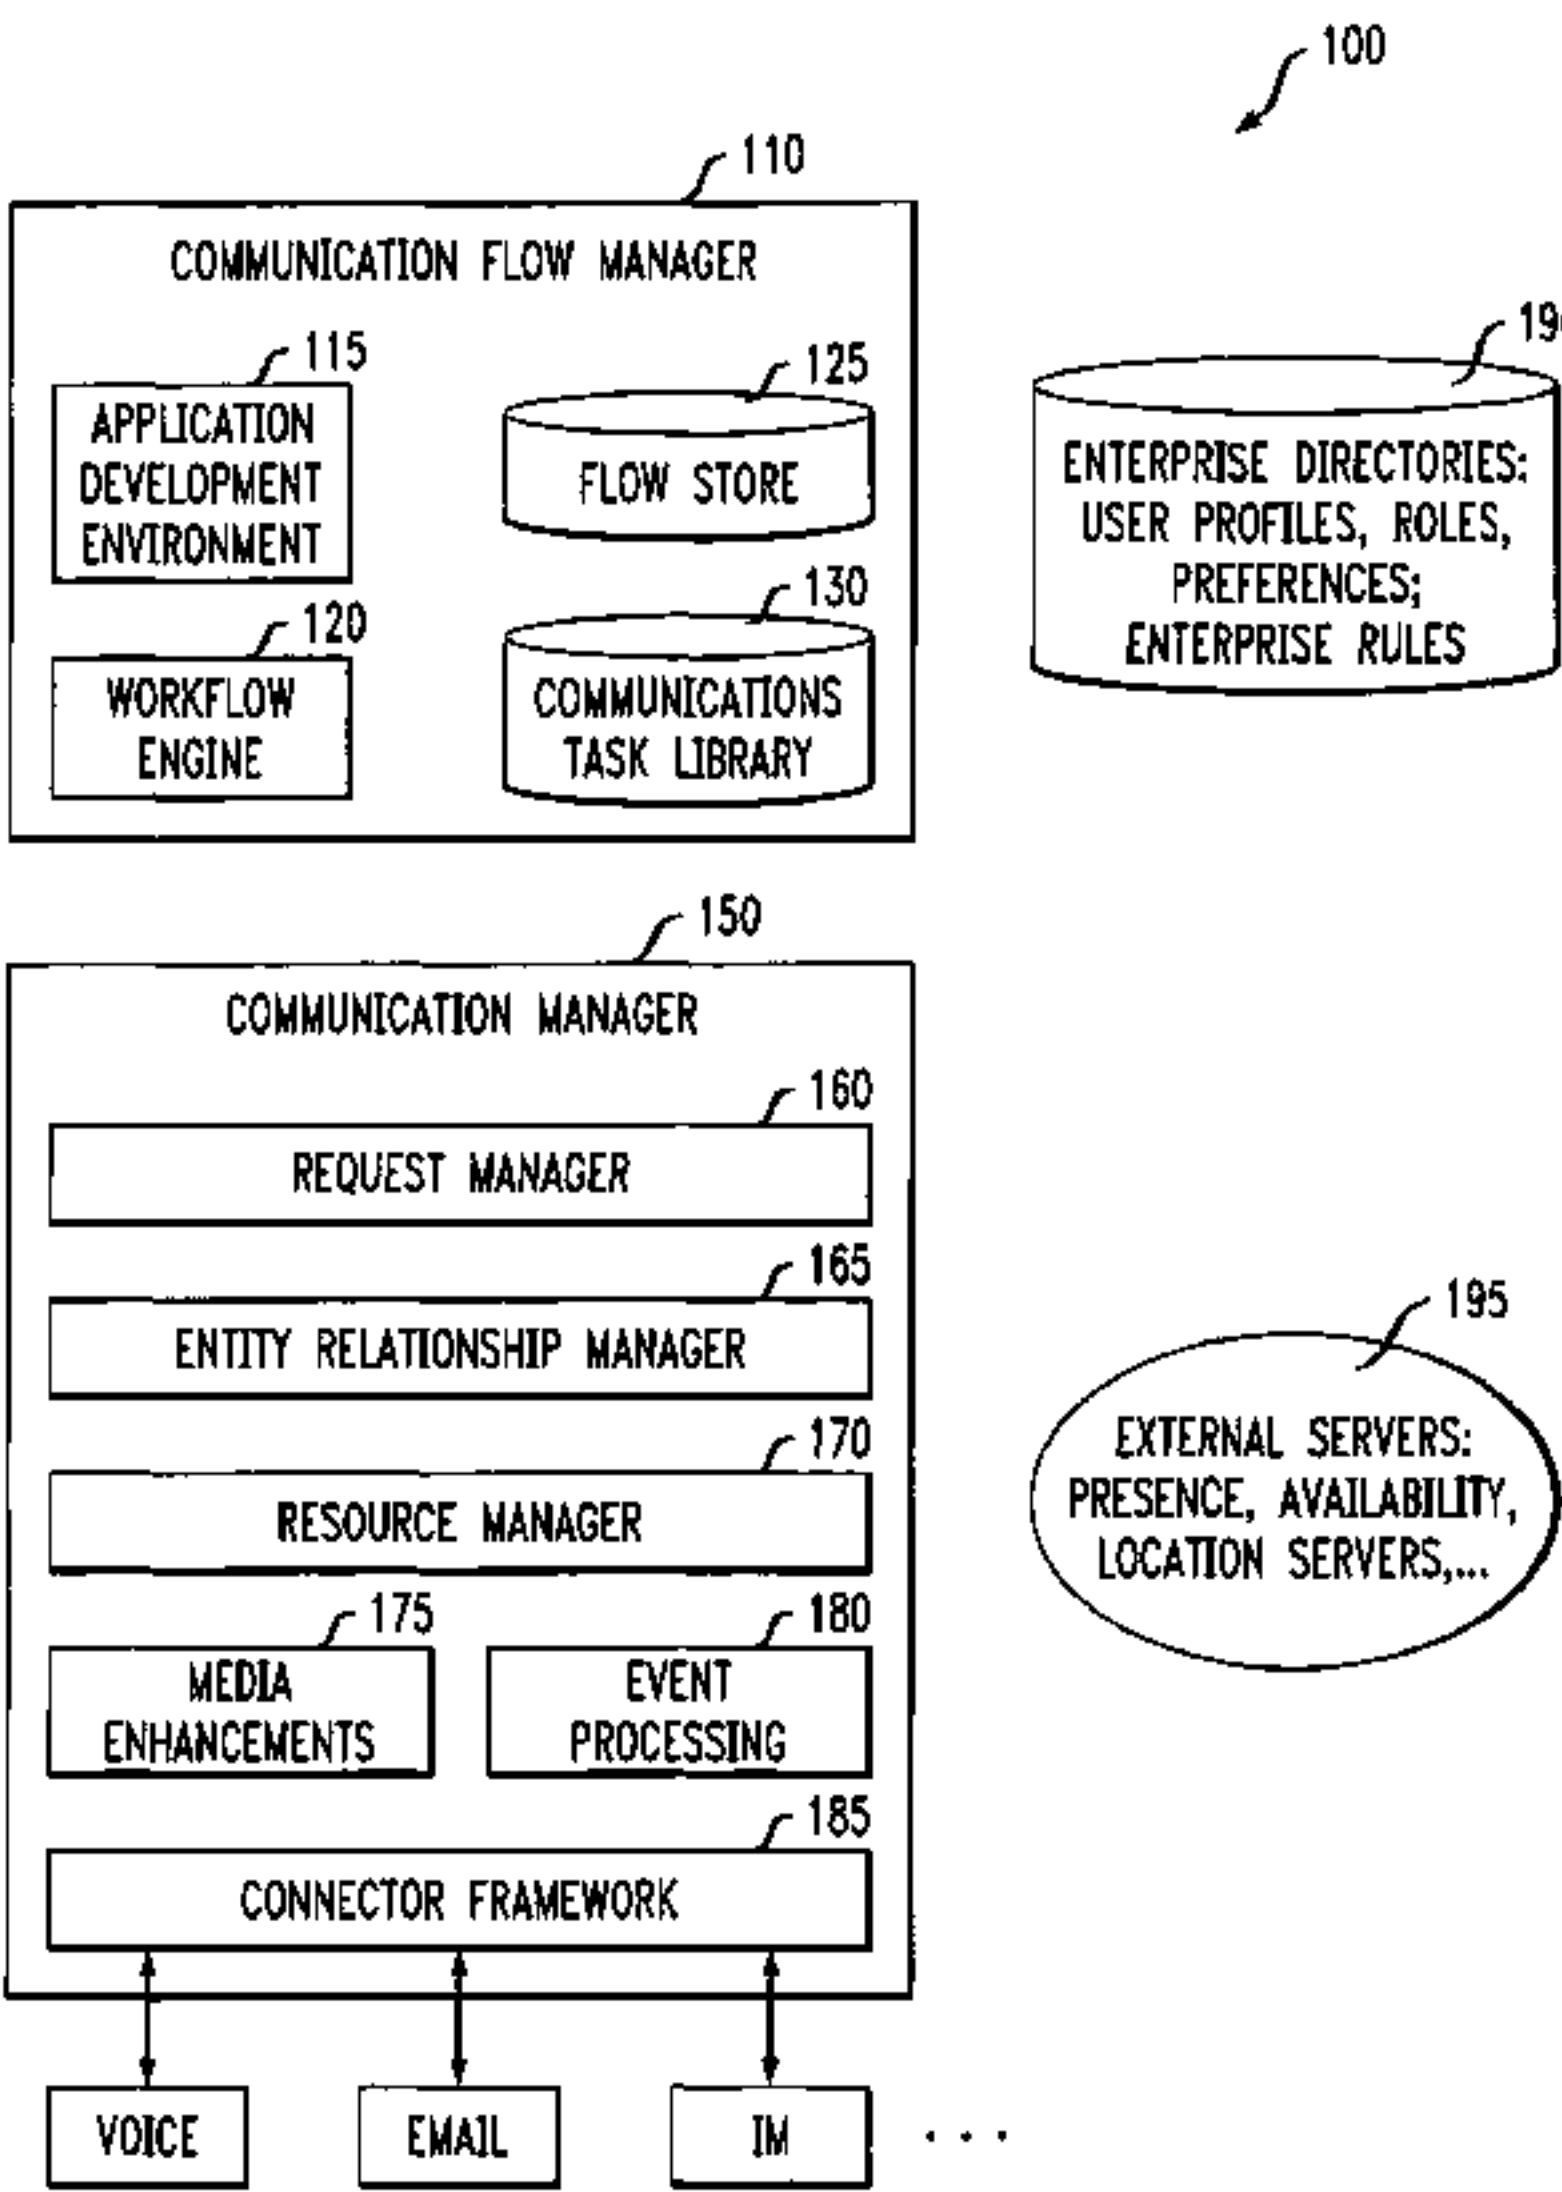 100
110
COMMUNICATION FLOW MANAGER
115
APPLICATION
DEVELOPMENT
ENVIRONMENT
125
FLOW STORE
120
WORKFLOW
ENGINE
130
COMMUNICATIONS
TASK LIBRARY
ENTERPRISE DIRECTORIES:
USER PROFILES, ROLES,
PREFERENCES;
ENTERPRISE RULES
150
COMMUNICATION MANAGER
160
REQUEST MANAGER
165
ENTITY RELATIONSHIP MANAGER
170
RESOURCE MANAGER
175
MEDIA
ENHANCEMENTS
180
EVENT
PROCESSING
185
CONNECTOR FRAMEWORK
195
EXTERNAL SERVERS:
PRESENCE, AVAILABILITY,
LOCATION SERVERS,...
VOICE
EMAIL
IM
. . .